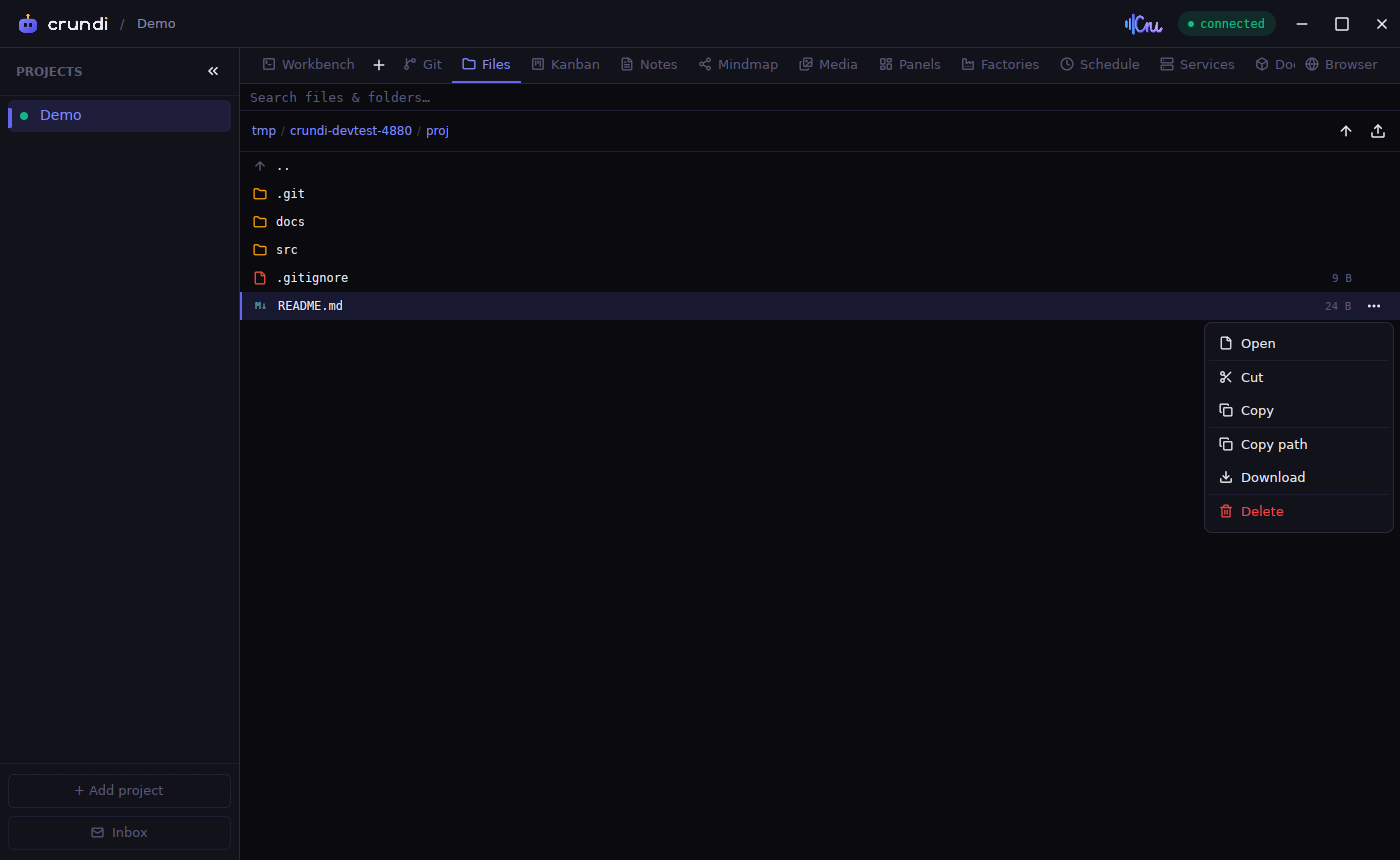 crundi / Demo
Cru
connected
PROJECTS
Workbench
Git
Files
Kanban
Notes
Mindmap
Media
Panels
Factories
Schedule
Services
Doc
Browser
Demo
Search files & folders…
tmp / crundi-devtest-4880 / proj
..
.git
docs
src
.gitignore 9 B
M↓ README.md 24 B
Open
Cut
Copy
Copy path
Download
Delete
+ Add project
Inbox